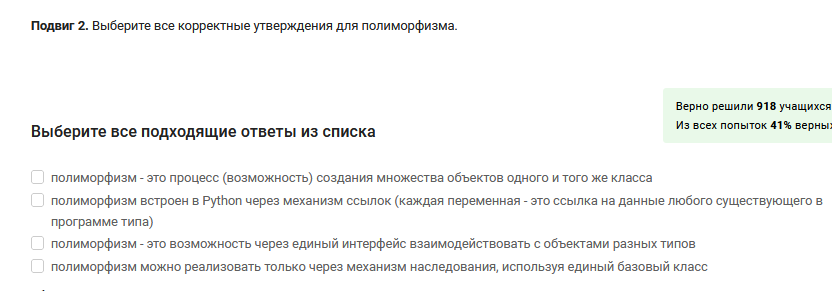 Подвиг 2. Выберите все корректные утверждения для полиморфизма.
Верно решили 918 учащихся
Из всех попыток 41% верных
Выберите все подходящие ответы из списка
полиморфизм - это процесс (возможность) создания множества объектов одного и того же класса
полиморфизм встроен в Python через механизм ссылок (каждая переменная - это ссылка на данные любого существующего в
программе типа)
полиморфизм - это возможность через единый интерфейс взаимодействовать с объектами разных типов
полиморфизм можно реализовать только через механизм наследования, используя единый базовый класс